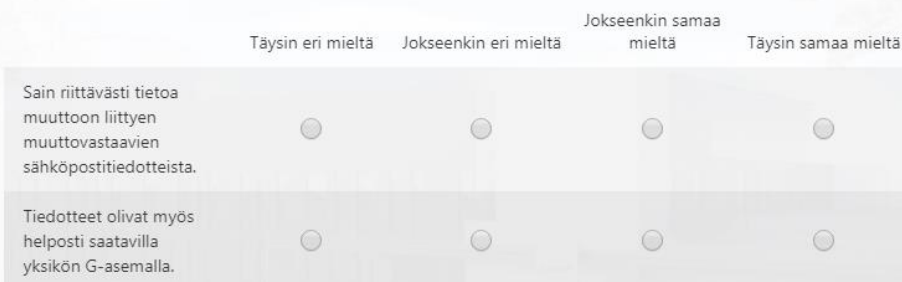 Täysin eri mieltä
Jokseenkin eri mieltä
Jokseenkin samaa
mieltä
Täysin samaa mieltä
Sain riittävästi tietoa
muuttoon liittyen
muuttovastaavien
sähköpostitiedotteista.
Tiedotteet olivat myös
helposti saatavilla
yksikön G-asemalla.